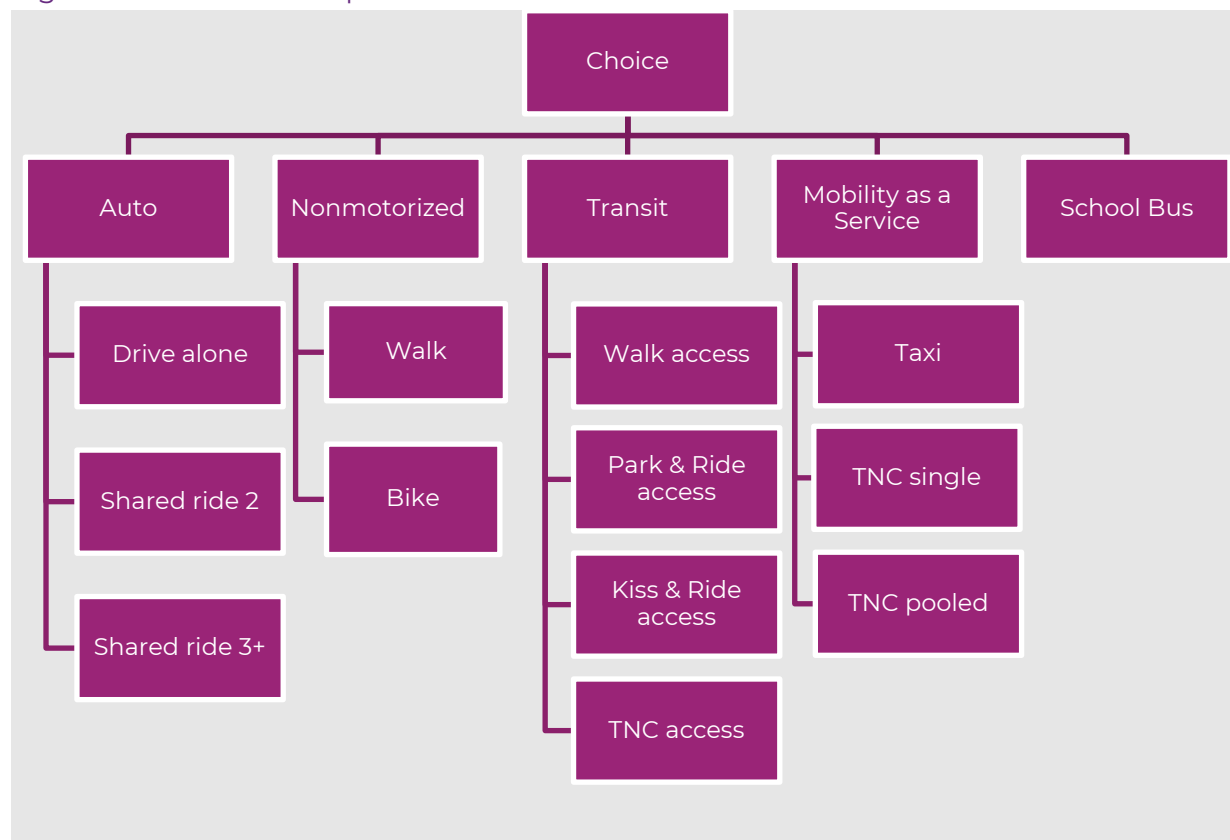 Choice
Auto
Nonmotorized
Transit
Mobility as a
Service
School Bus
Drive alone
Shared ride 2
Shared ride 3+
Walk
Bike
Walk access
Park & Ride
access
Kiss & Ride
access
TNC access
Taxi
TNC single
TNC pooled